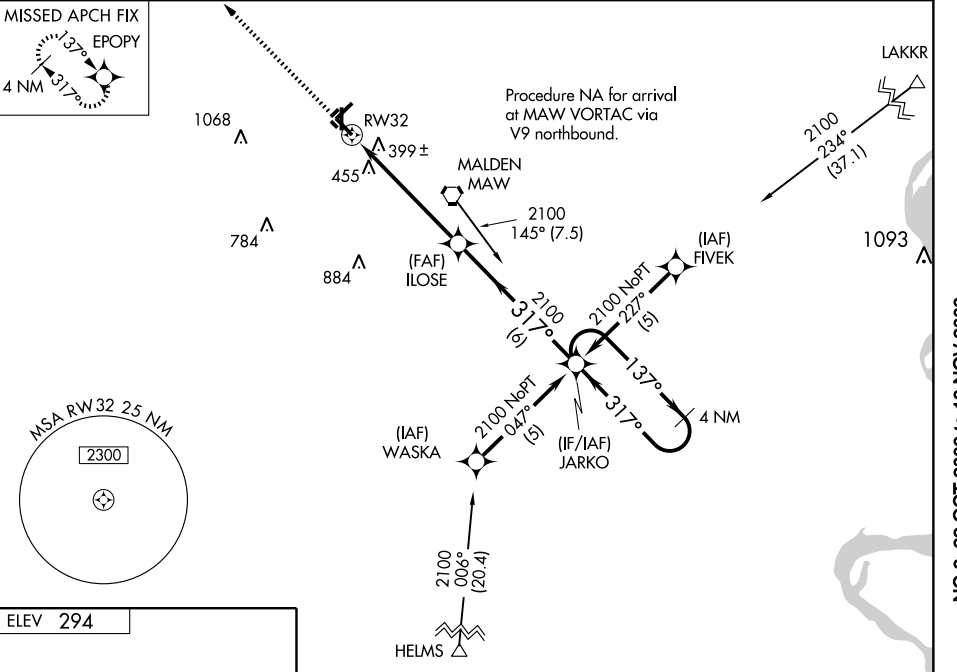 MISSED APCH FIX
EPOPY
137°
4 NM
317°
1068
RW32
399 ±
455
Procedure NA for arrival
at MAW VORTAC via
V9 northbound.
LAKKR
2100
234°
(37.1)
MALDEN
MAW
2100
145° (7.5)
784
884
(FAF)
ILOSE
(IAF)
FIVEK
1093
2100 NoPT
227°
(5)
2100
317°
(6)
137°
317°
4 NM
2100 NoPT
047°
(5)
(IAF)
WASKA
(IF/IAF)
JARKO
MSA RW32 25 NM
2300
2100
006°
(20.4)
HELMS
ELEV 294